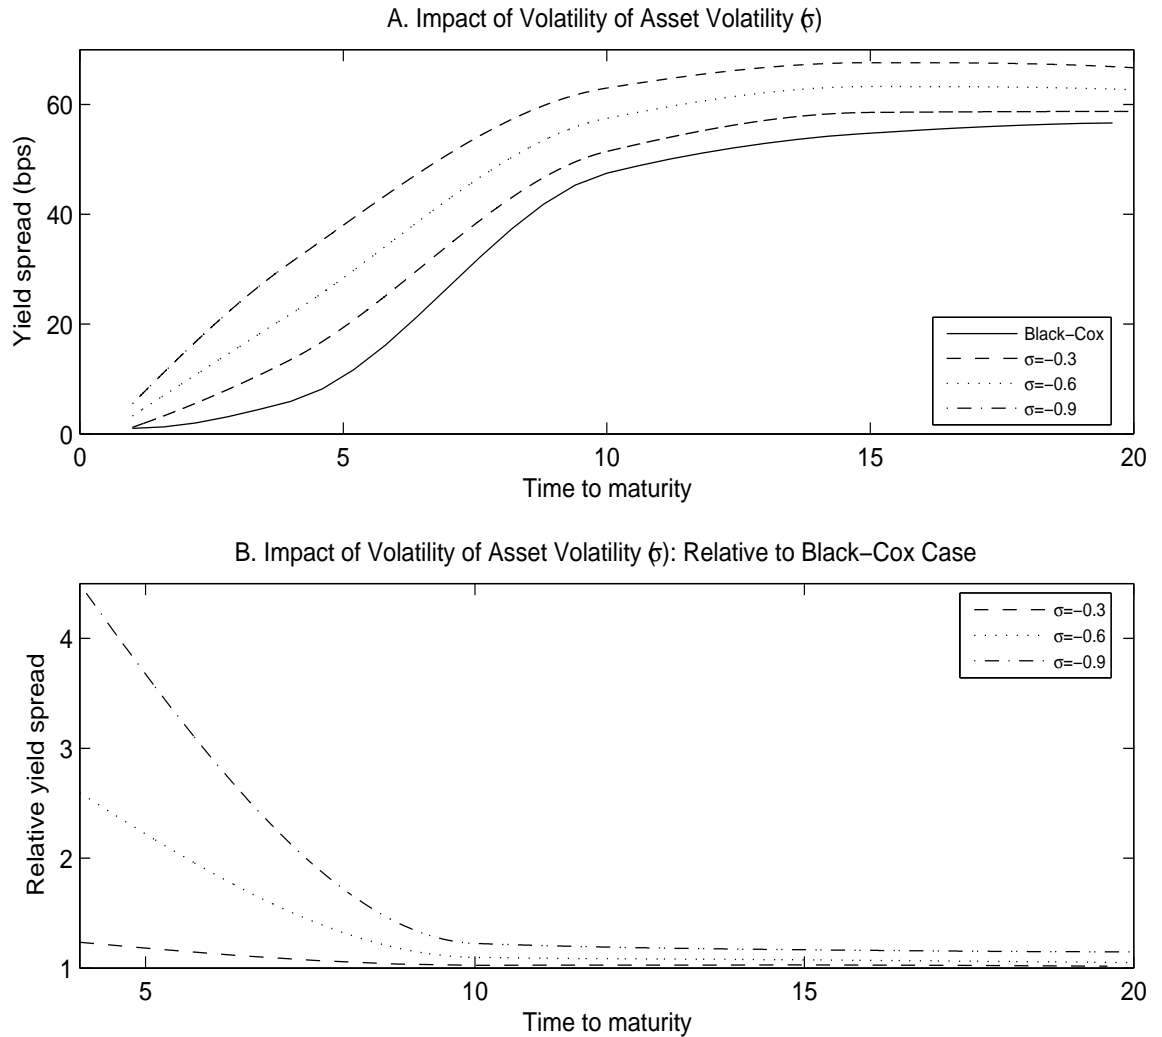 A. Impact of Volatility of Asset Volatility (σ)
Yield spread (bps)
60
40
20
0
0
5
10
15
20
Time to maturity
Black−Cox
σ=−0.3
σ=−0.6
σ=−0.9
B. Impact of Volatility of Asset Volatility (σ): Relative to Black−Cox Case
Relative yield spread
4
3
2
1
5
10
15
20
Time to maturity
σ=−0.3
σ=−0.6
σ=−0.9